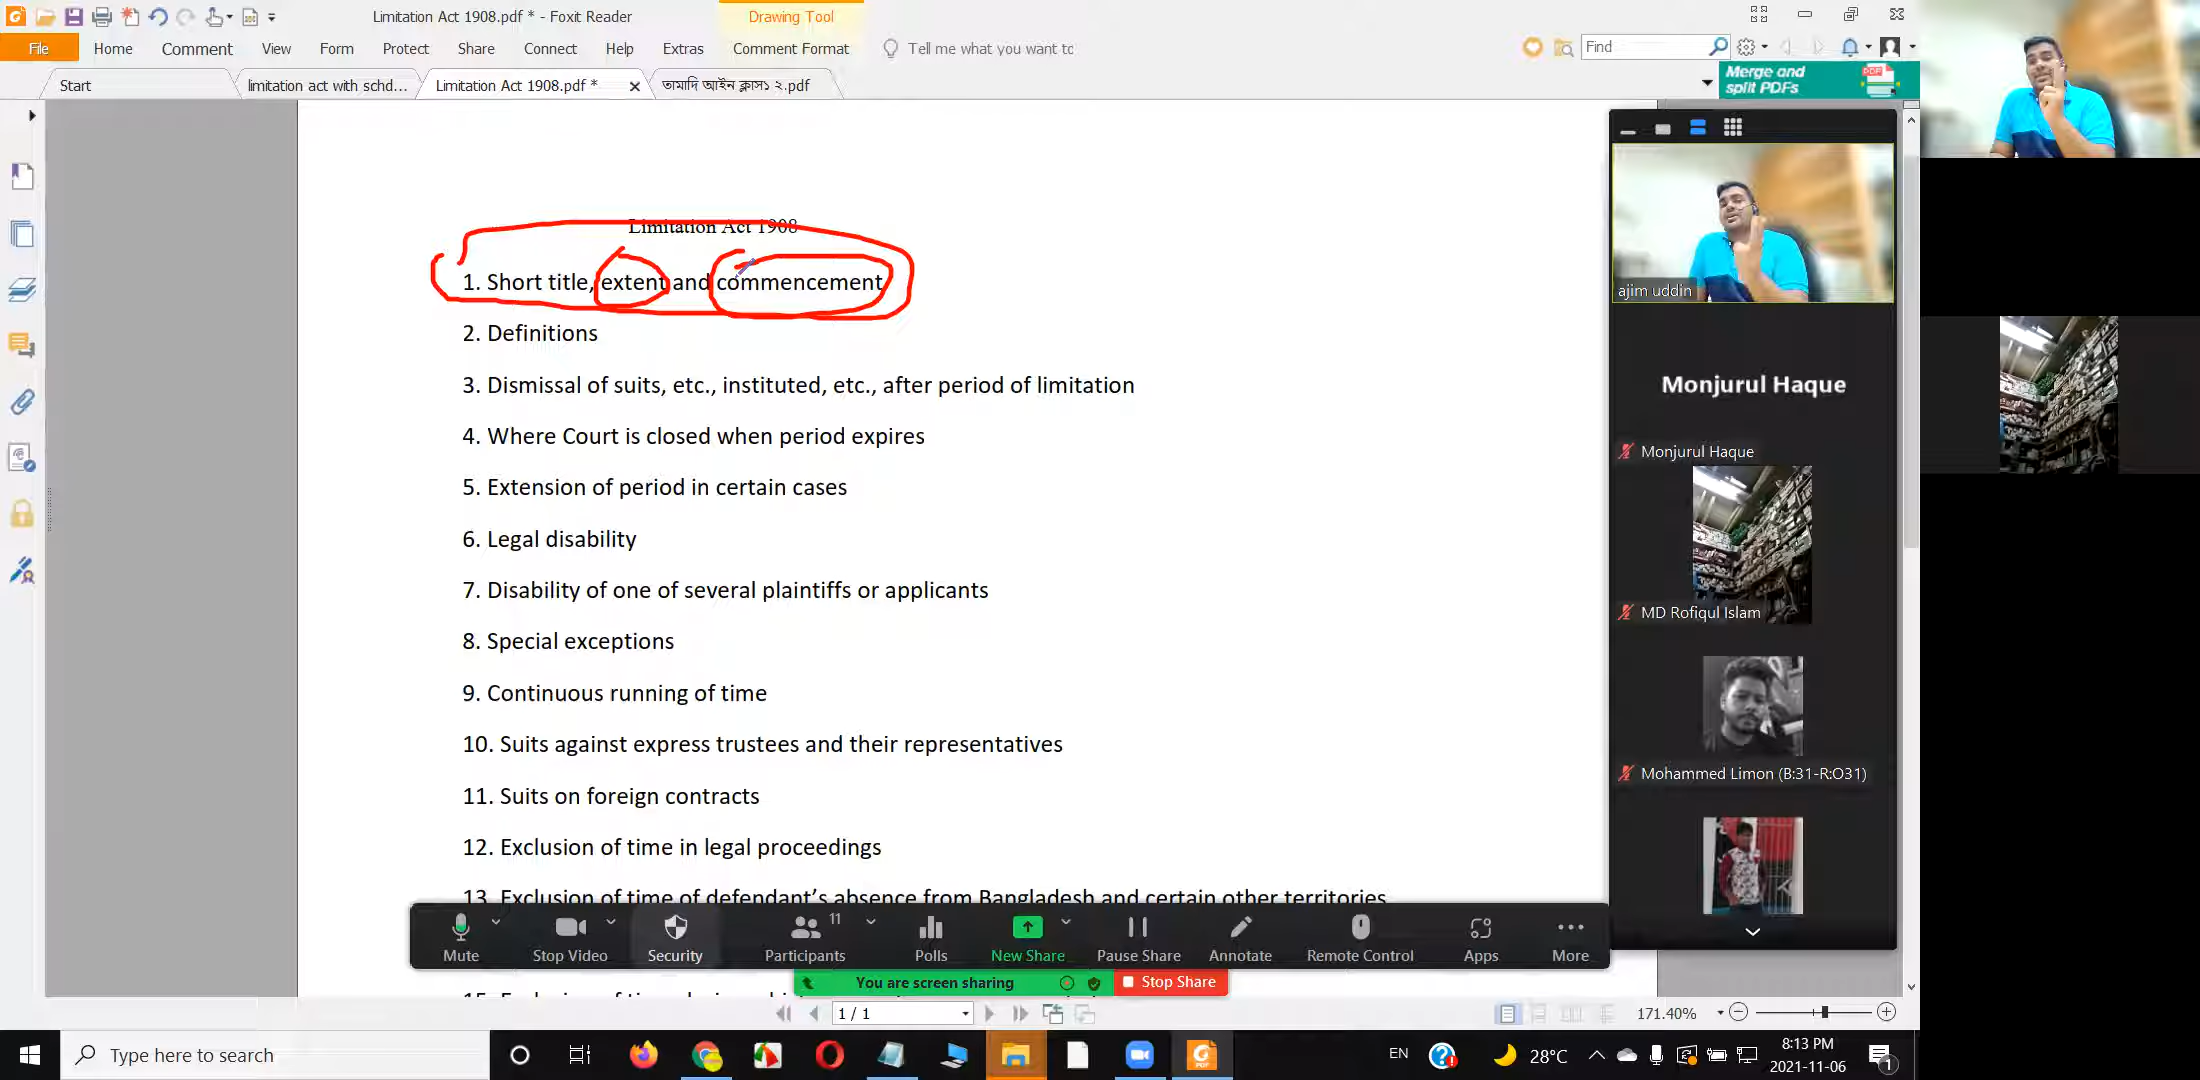 Limitation Act 1908.pdf * - Foxit Reader
Drawing Tool
File
Home
Comment
View
Form
Protect
Share
Connect
Help
Extras
Comment Format
Tell me what you want to
Find
Start
limitation act with schd...
Limitation Act 1908.pdf *
তামাদি আইন ক্লাস১ ২.pdf
Merge and
split PDFs
PDF
Limitation Act 1908
1. Short title, extent and commencement
2. Definitions
3. Dismissal of suits, etc., instituted, etc., after period of limitation
4. Where Court is closed when period expires
5. Extension of period in certain cases
6. Legal disability
7. Disability of one of several plaintiffs or applicants
8. Special exceptions
9. Continuous running of time
10. Suits against express trustees and their representatives
11. Suits on foreign contracts
12. Exclusion of time in legal proceedings
13. Exclusion of time of defendant's absence from Bangladesh and certain other territories
ajim uddin
Monjurul Haque
Monjurul Haque
MD Rofiqul Islam
Mohammed Limon (B:31-R:O31)
Mute
Stop Video
Security
Participants
11
Polls
New Share
Pause Share
Annotate
Remote Control
Apps
More
You are screen sharing
Stop Share
1 / 1
171.40%
Type here to search
EN
28°C
8:13 PM
2021-11-06
1